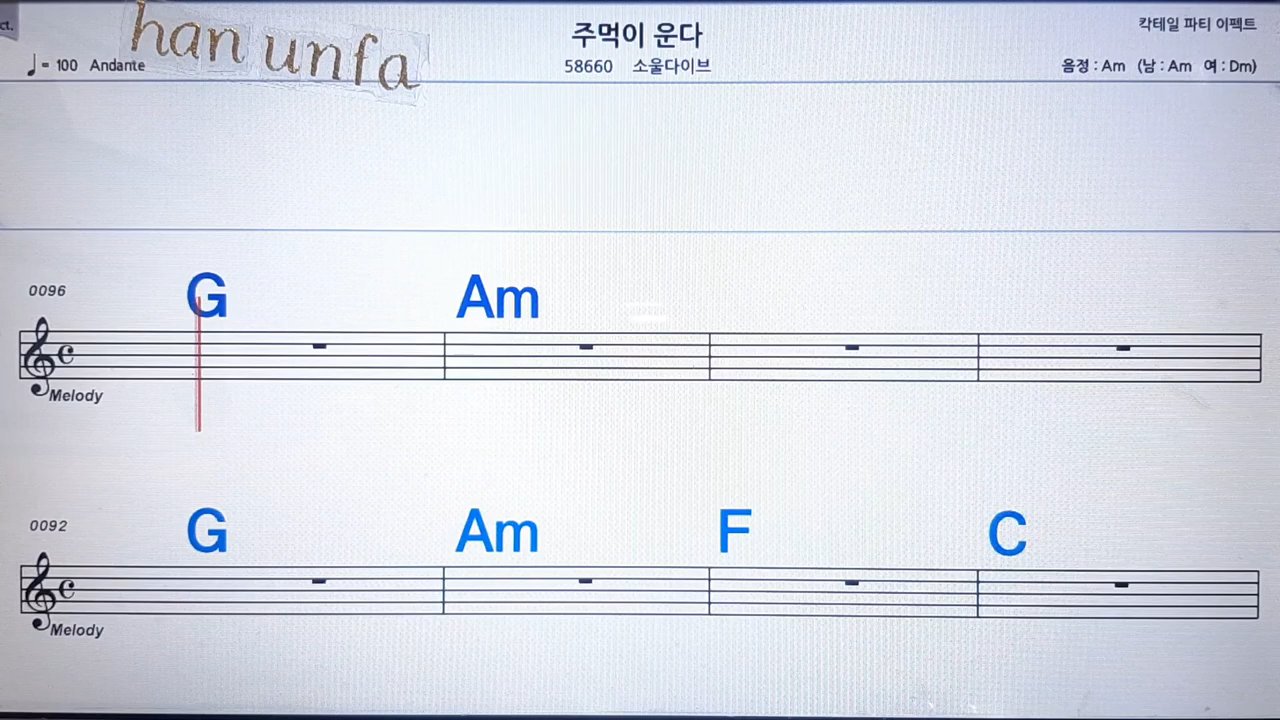 ct.
han unfa
주먹이 운다
칵테일 파티 이펙트
♩= 100 Andante
58660 소울다이브
음정 : Am (남 : Am 여 : Dm)
0096
G Am
Melody
0092
G Am F C
Melody